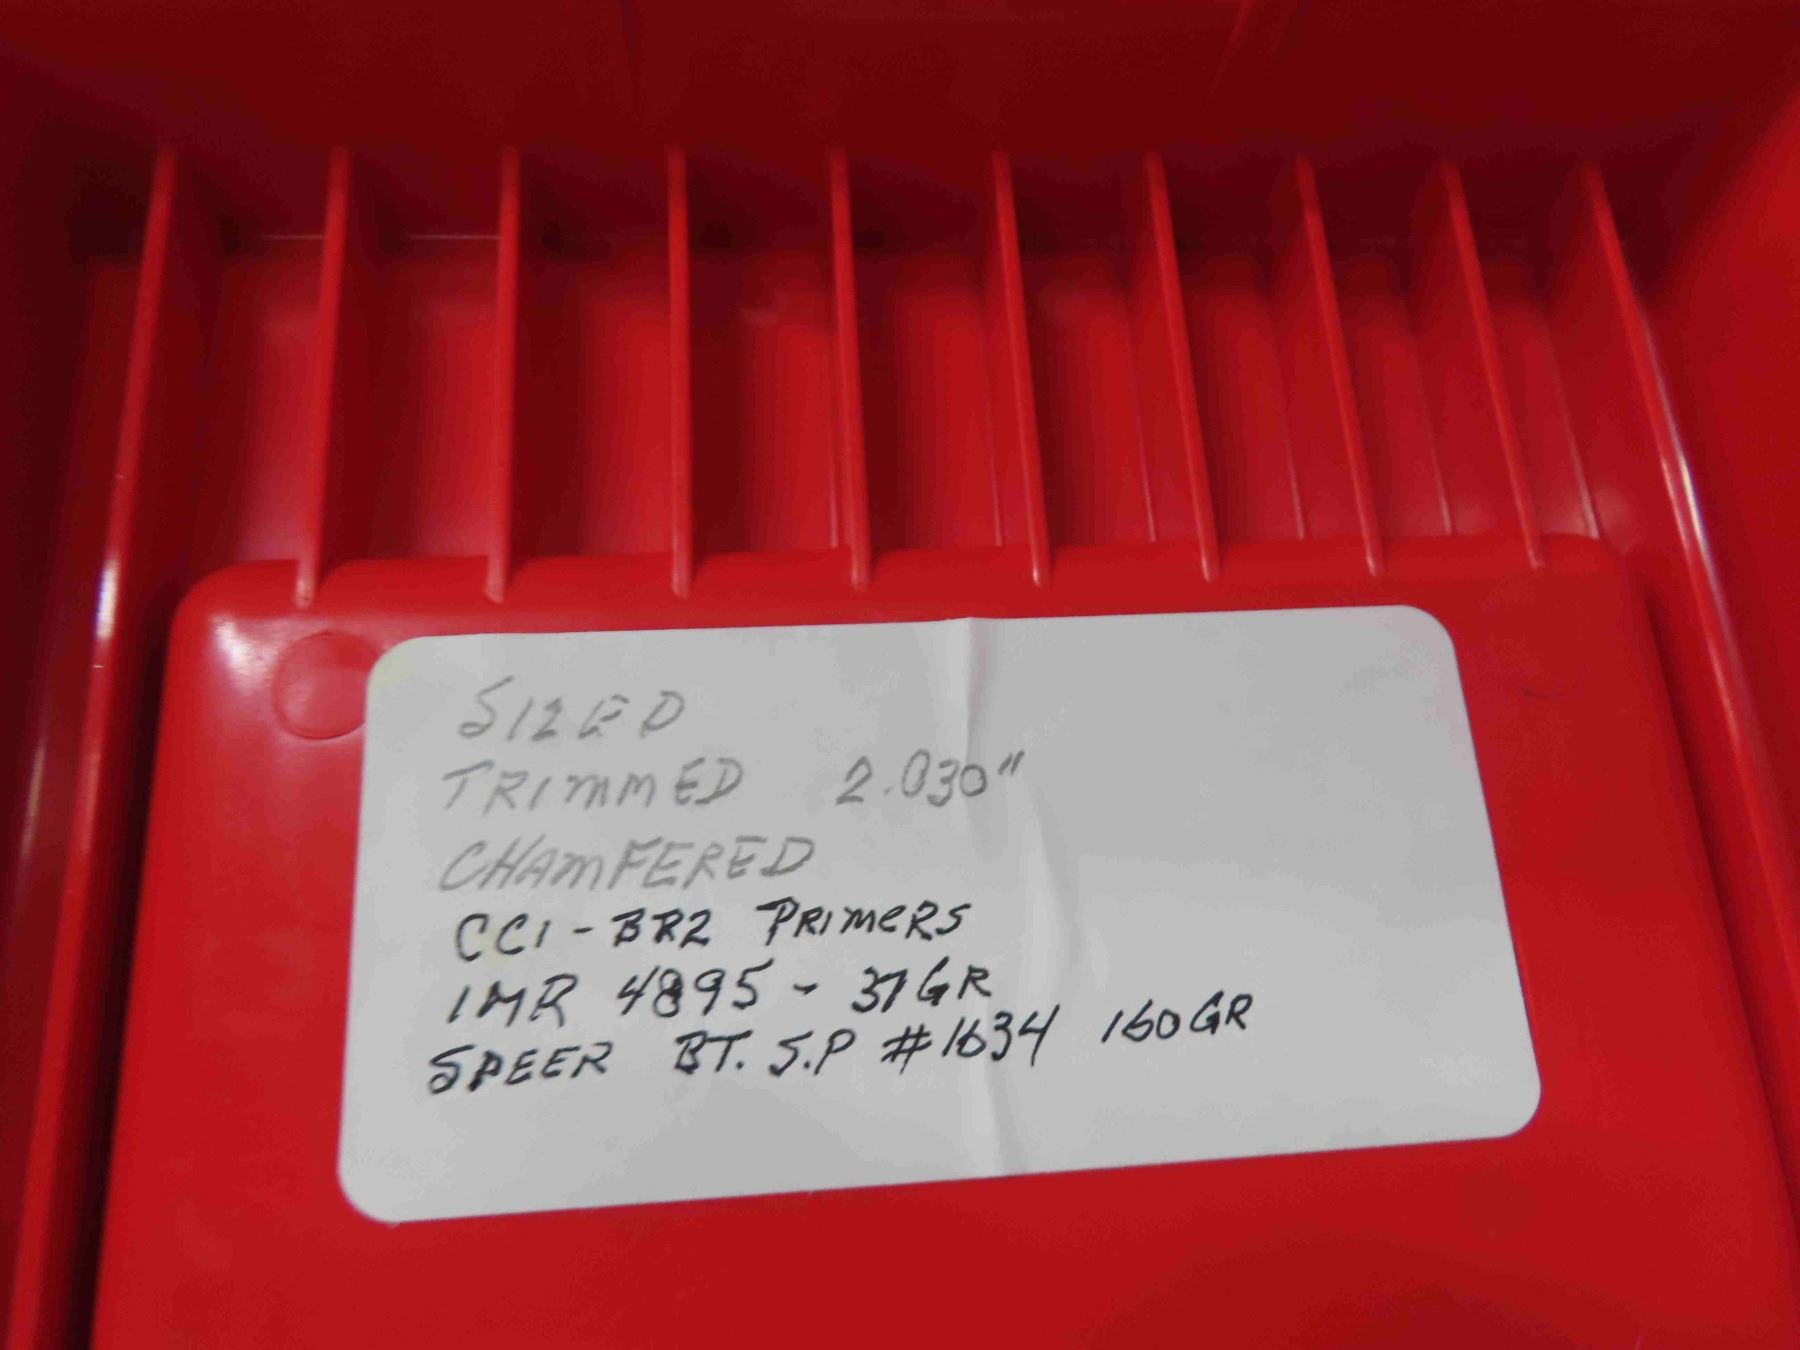 SIZED
TRIMMED 2.030"
CHAMFERED
CCI - BR2 PRIMERS
IMR 4895 - 37GR
SPEER BT. S.P #1634 160GR